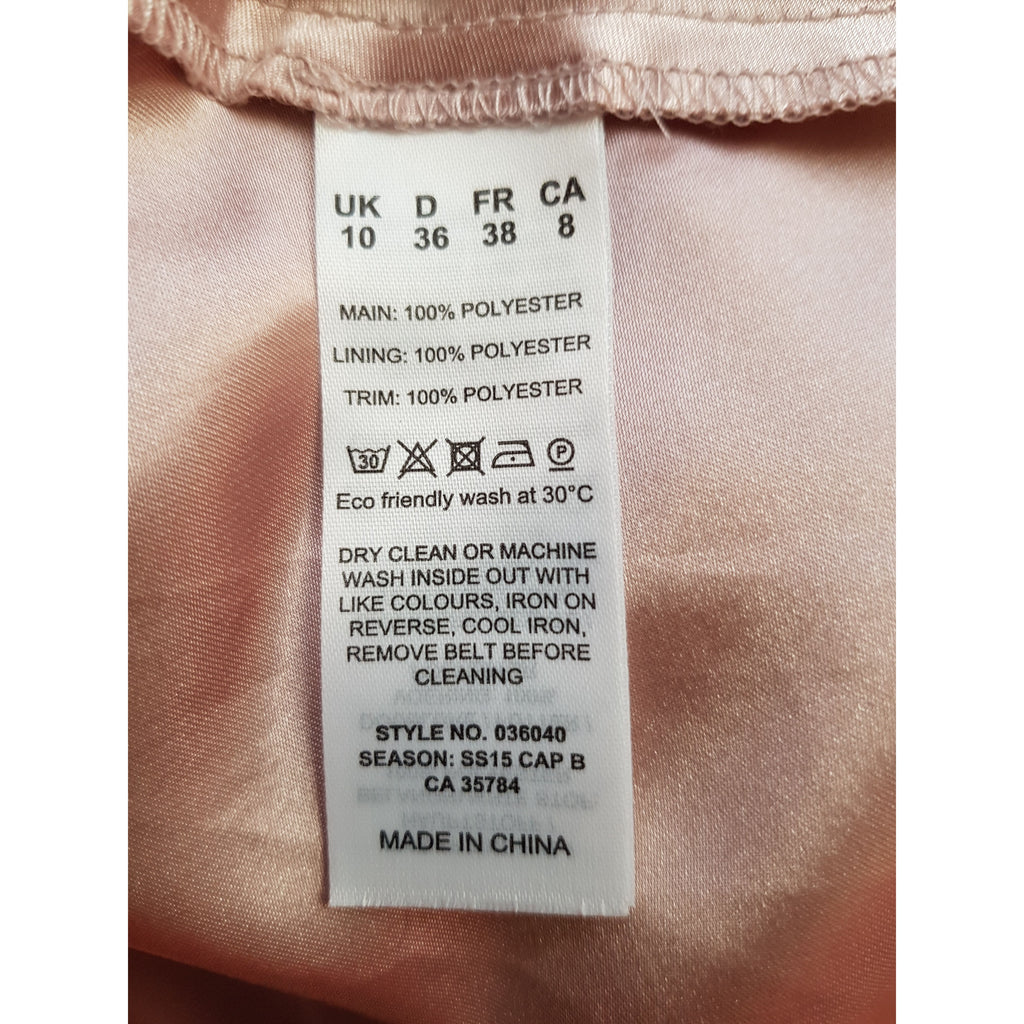 UK D FR CA
10 36 38 8
MAIN: 100% POLYESTER
LINING: 100% POLYESTER
TRIM: 100% POLYESTER
30 P
Eco friendly wash at 30°C
DRY CLEAN OR MACHINE
WASH INSIDE OUT WITH
LIKE COLOURS, IRON ON
REVERSE, COOL IRON,
REMOVE BELT BEFORE
CLEANING
STYLE NO. 036040
SEASON: SS15 CAP B
CA 35784
MADE IN CHINA